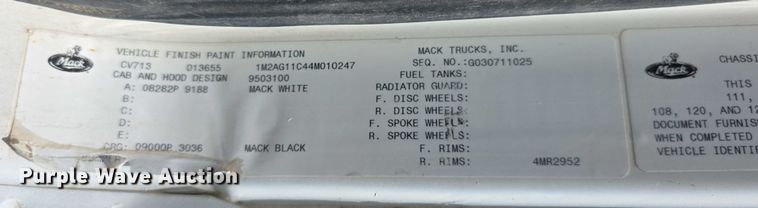 Mack
VEHICLE FINISH PAINT INFORMATION
CV713 013655 1M2AG11C44M010247
CAB AND HOOD DESIGN 9503100
A: 08282P 9188 MACK WHITE
B:
C:
D:
E:
CRG: 09000P 3036 MACK BLACK
MACK TRUCKS, INC.
SEQ. NO.:G030711025
FUEL TANKS:
RADIATOR GUARD:
F. DISC WHEELS:
R. DISC WHEELS:
F. SPOKE WHEELS:
R. SPOKE WHEELS:
F. RIMS:
R. RIMS: 4MR2952
Mack
CHASSI
THIS
111,
108, 120, AND 12
DOCUMENT FURNIS
WHEN COMPLETED
VEHICLE IDENTIF
Purple Wave Auction